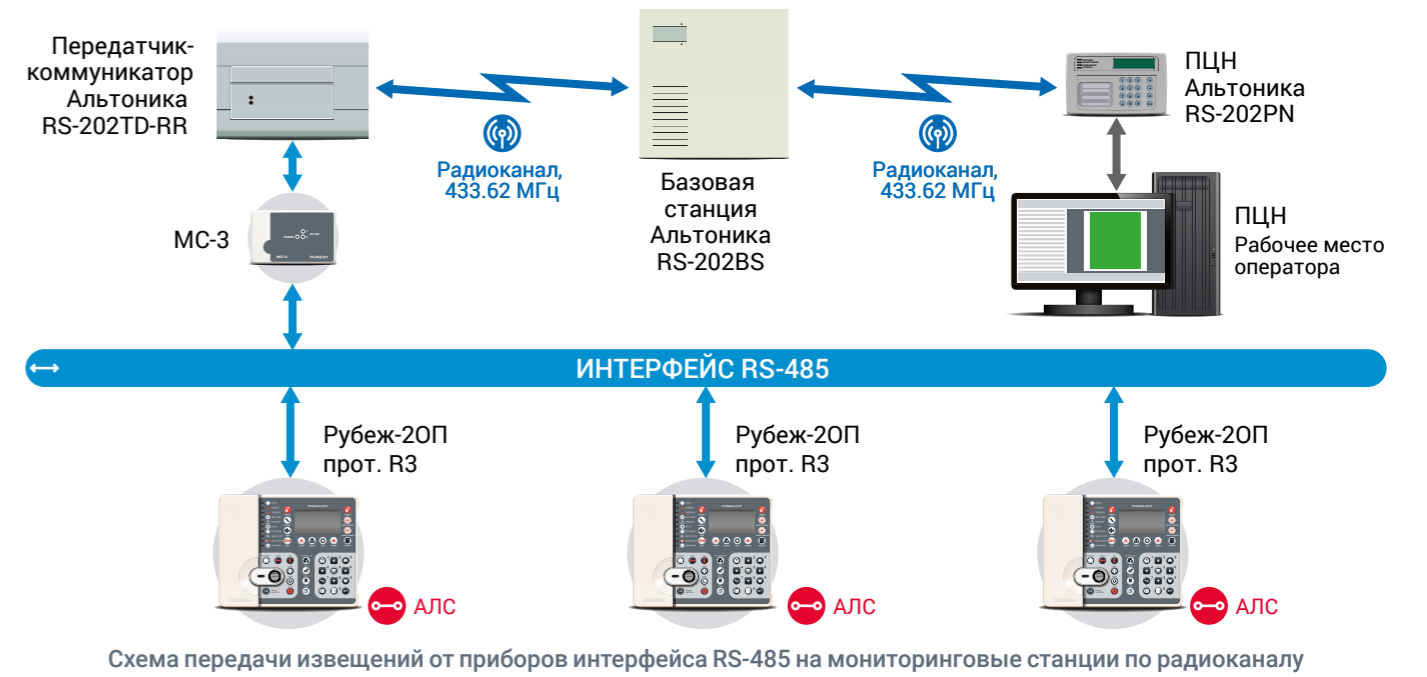 Передатчик-
коммуникатор
Альтоника
RS-202TD-RR
Радиоканал,
433.62 МГц
Базовая
станция
Альтоника
RS-202BS
Радиоканал,
433.62 МГц
ПЦН
Альтоника
RS-202PN
МС-3
ПЦН
Рабочее место
оператора
ИНТЕРФЕЙС RS-485
Рубеж-2ОП
прот. R3
АЛС
Рубеж-2ОП
прот. R3
АЛС
Рубеж-2ОП
прот. R3
АЛС
Схема передачи извещений от приборов интерфейса RS-485 на мониторинговые станции по радиоканалу